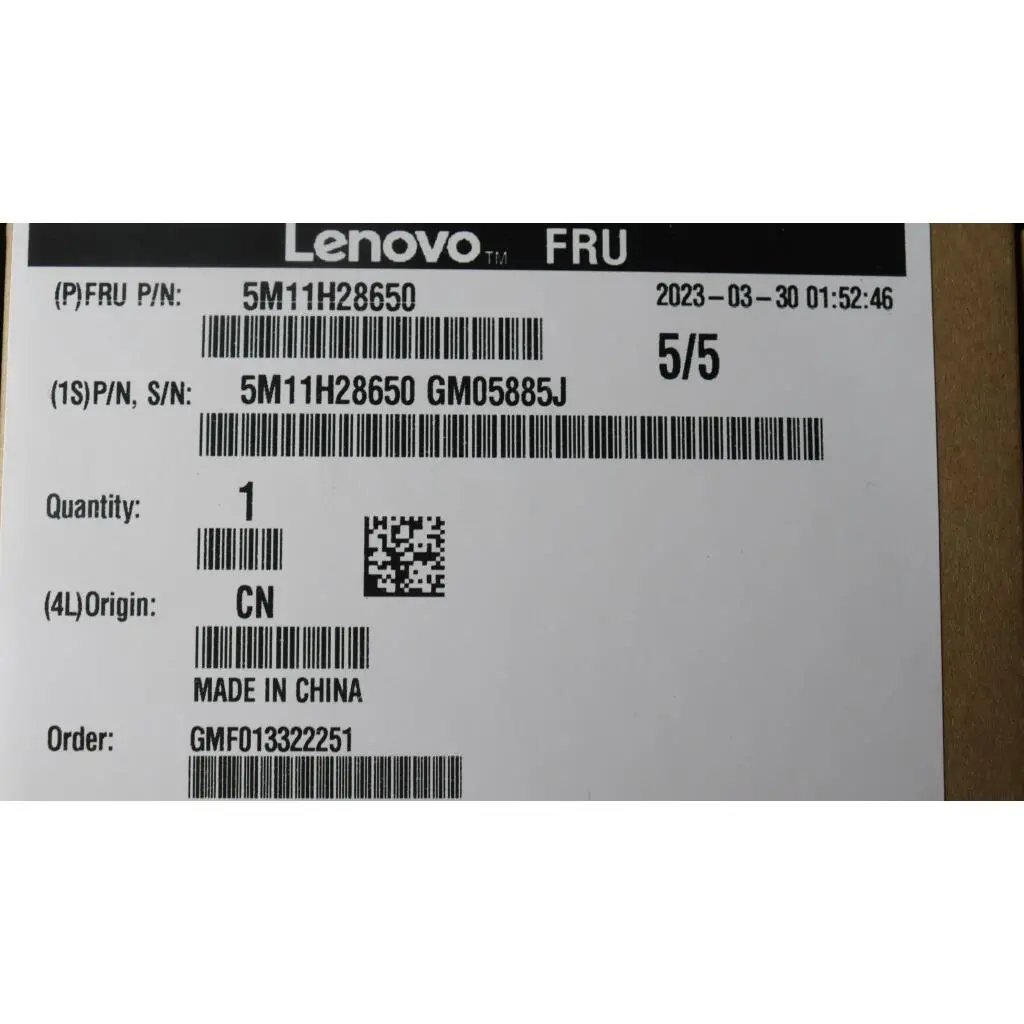 Lenovo™ FRU
(P)FRU P/N: 5M11H28650 2023-03-30 01:52:46
5/5
(1S)P/N, S/N: 5M11H28650 GM05885J
Quantity: 1
(4L)Origin: CN
MADE IN CHINA
Order: GMF013322251